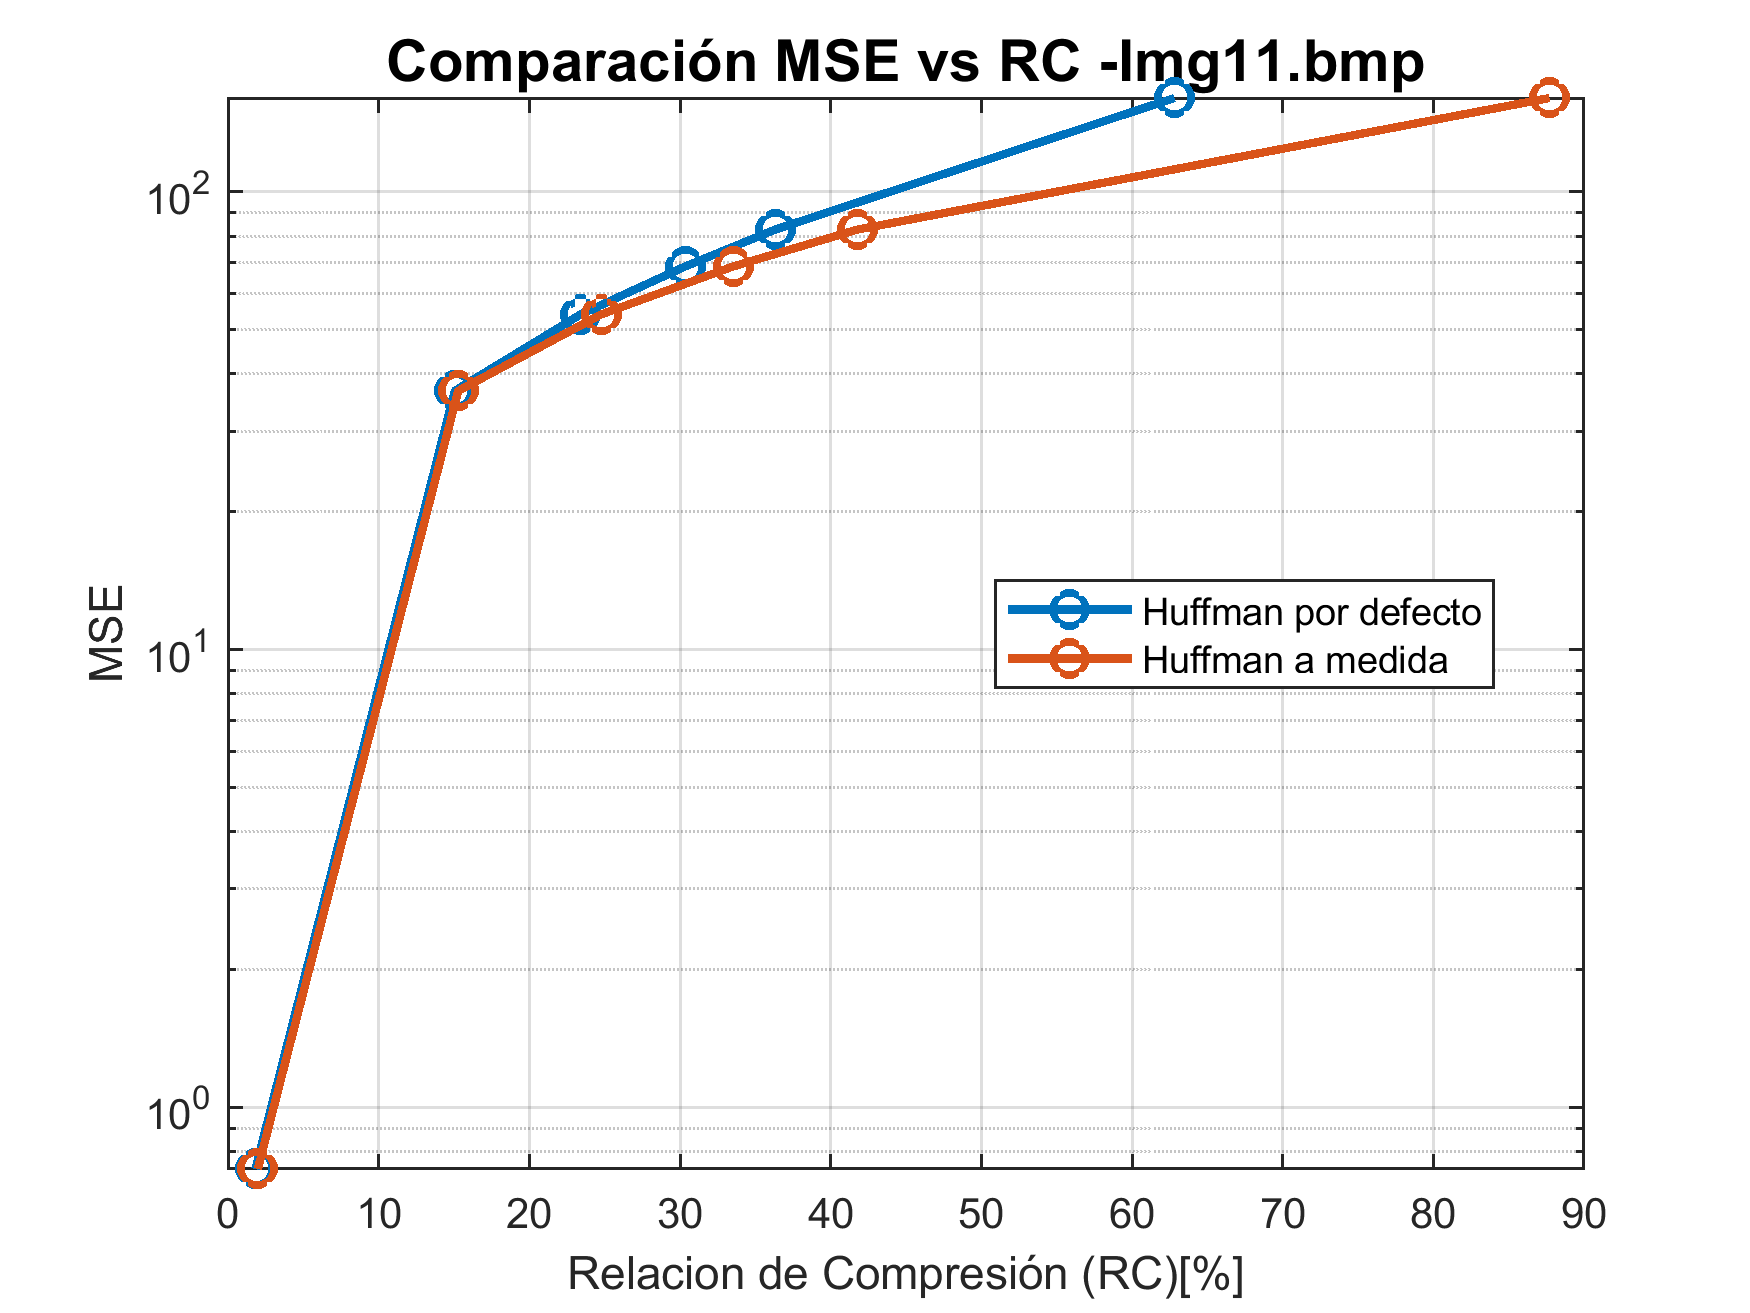 Comparación MSE vs RC -Img11.bmp
10^2
10^1
10^0
MSE
Huffman por defecto
Huffman a medida
0 10 20 30 40 50 60 70 80 90
Relacion de Compresión (RC)[%]